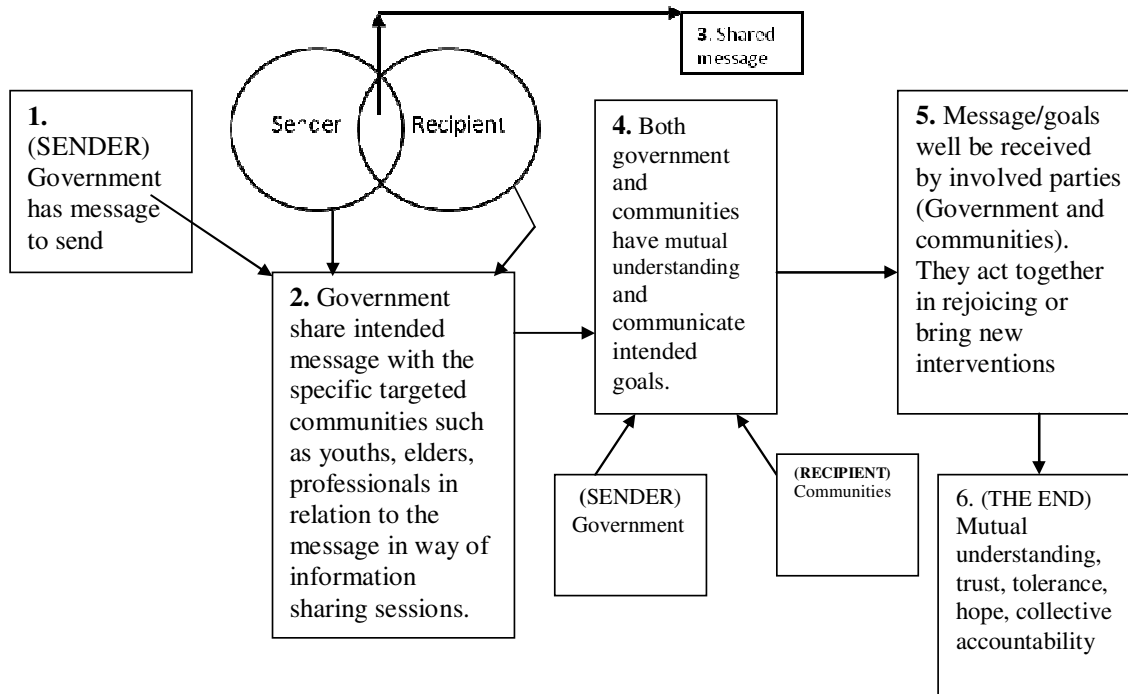 3. Shared
message
Sender
Recipient
1.
(SENDER)
Government
has message
to send
2. Government
share intended
message with the
specific targeted
communities such
as youths, elders,
professionals in
relation to the
message in way of
information
sharing sessions.
4. Both
government
and
communities
have mutual
understanding
and
communicate
intended
goals.
(SENDER)
Government
(RECIPIENT)
Communities
5. Message/goals
well be received
by involved parties
(Government and
communities).
They act together
in rejoicing or
bring new
interventions
6. (THE END)
Mutual
understanding,
trust, tolerance,
hope, collective
accountability